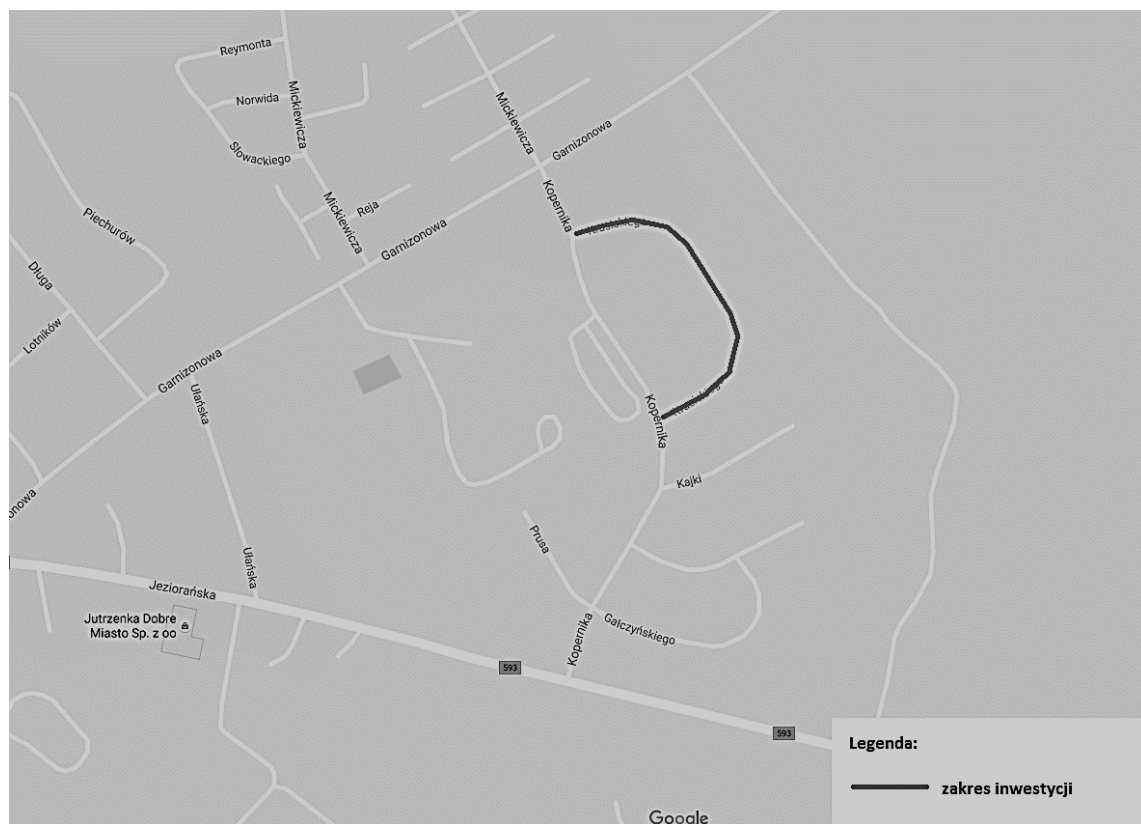 Reymonta
Norwida
Mickiewicza
Słowackiego
Mickiewicza
Reja
Mickiewicza
Garnizonowa
Kopernika
Garnizonowa
Piechurów
Długa
Lotników
Garnizonowa
Ułańska
Kopernika
Kajki
Prusa
onowa
Ułańska
Jeziorańska
Jutrzenka Dobre
Miasto Sp. z oo
Gałczyńskiego
Kopernika
593
593
Legenda:
zakres inwestycji
Google